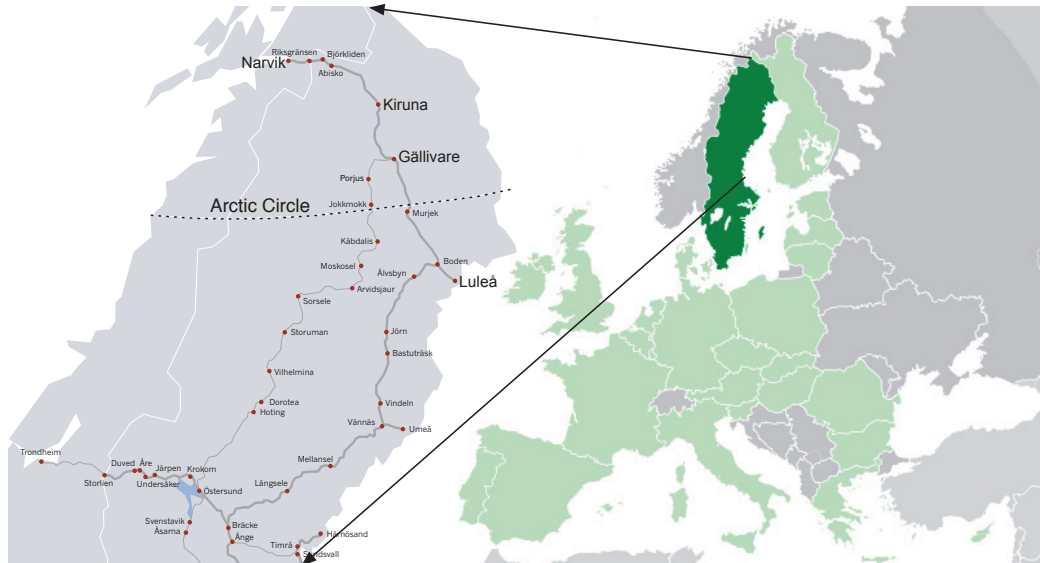 Riksgränsen
Björkliden
Narvik
Abisko
Kiruna
Gällivare
Porjus
Arctic Circle
Jokkmokk
Murjek
Kåbdalis
Moskosel
Boden
Älvsbyn
Luleå
Arvidsjaur
Sorsele
Storuman
Jörn
Bastuträsk
Vilhelmina
Dorotea
Hoting
Vindeln
Vännäs
Umeå
Trondheim
Mellansel
Duved
Åre
Järpen
Krokom
Storlien
Undersåker
Östersund
Långsele
Svenstavik
Åsarna
Bräcke
Ånge
Härnösand
Timrå
Sundsvall